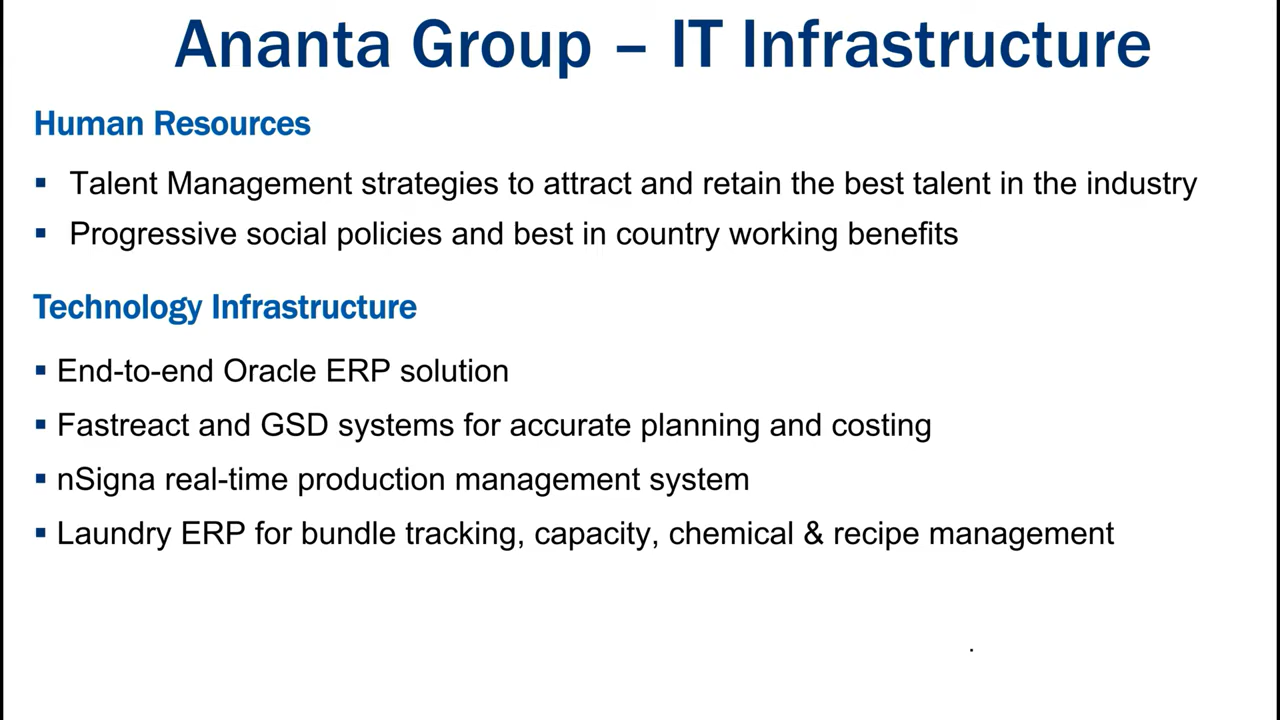 Ananta Group – IT Infrastructure
Human Resources
▪ Talent Management strategies to attract and retain the best talent in the industry
▪ Progressive social policies and best in country working benefits
Technology Infrastructure
▪ End-to-end Oracle ERP solution
▪ Fastreact and GSD systems for accurate planning and costing
▪ nSigna real-time production management system
▪ Laundry ERP for bundle tracking, capacity, chemical & recipe management
.